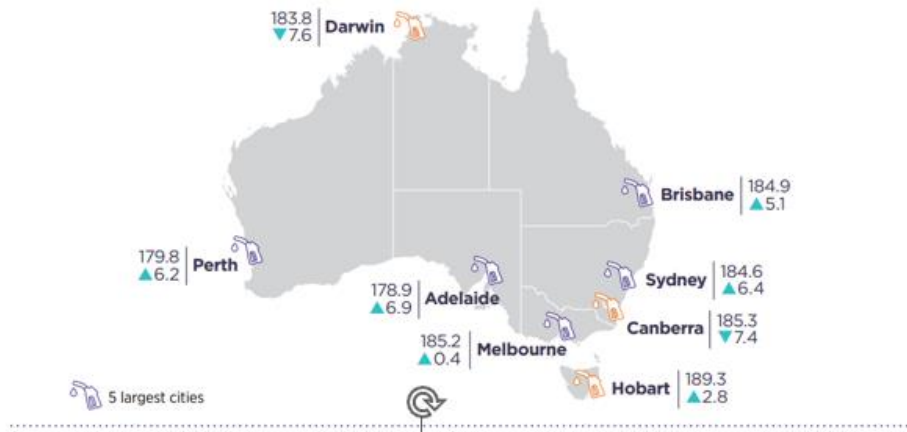 183.8
▼7.6
Darwin
Brisbane
184.9
▲5.1
179.8
▲6.2
Perth
178.9
▲6.9
Adelaide
Sydney
184.6
▲6.4
Canberra
185.3
▼7.4
185.2
▲0.4
Melbourne
Hobart
189.3
▲2.8
5 largest cities